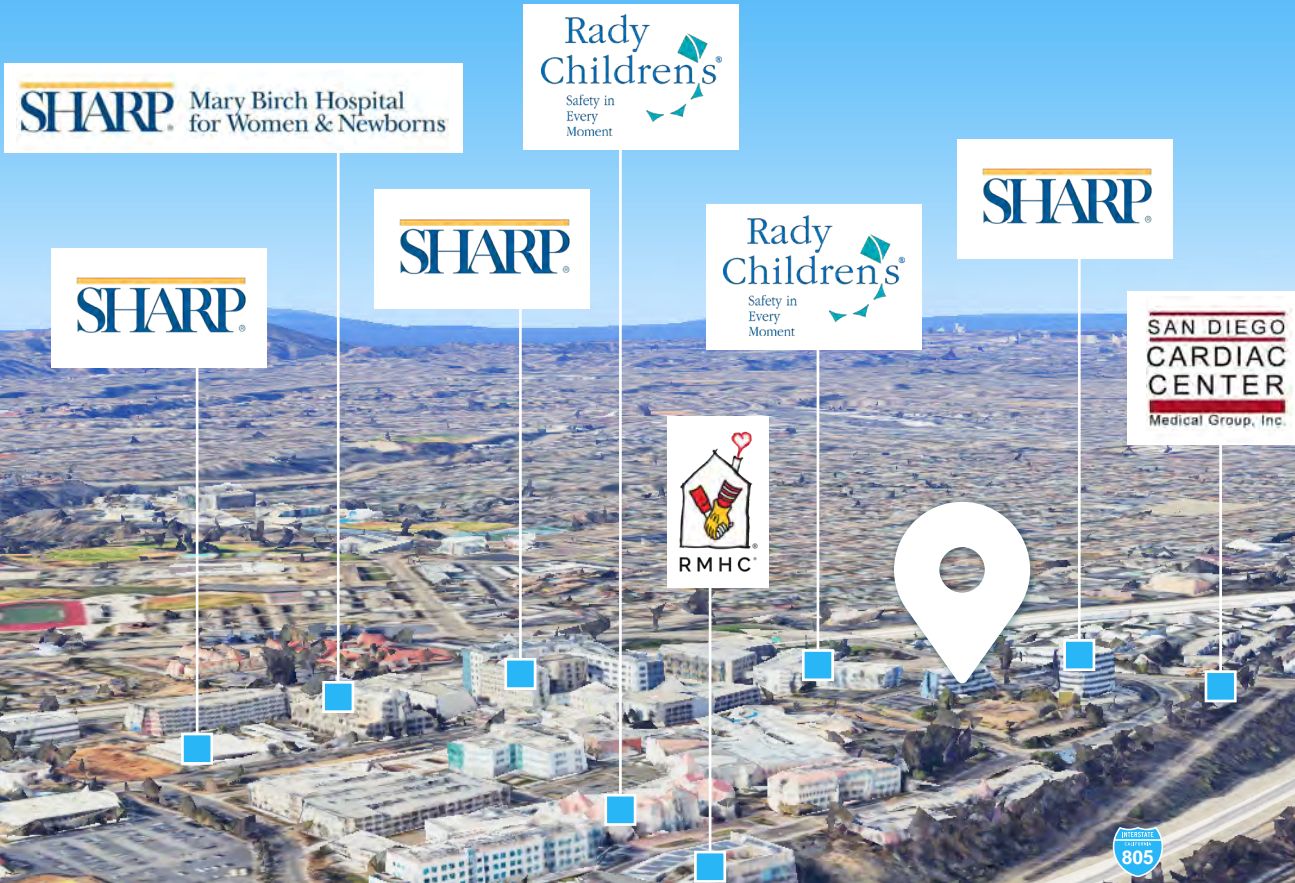 Rady
Children's®
Safety in
Every
Moment
SHARP® Mary Birch Hospital
for Women & Newborns
SHARP®
SHARP®
Rady
Children's®
Safety in
Every
Moment
SHARP®
SAN DIEGO
CARDIAC
CENTER
Medical Group, Inc.
RMHC®
INTERSTATE
CALIFORNIA
805